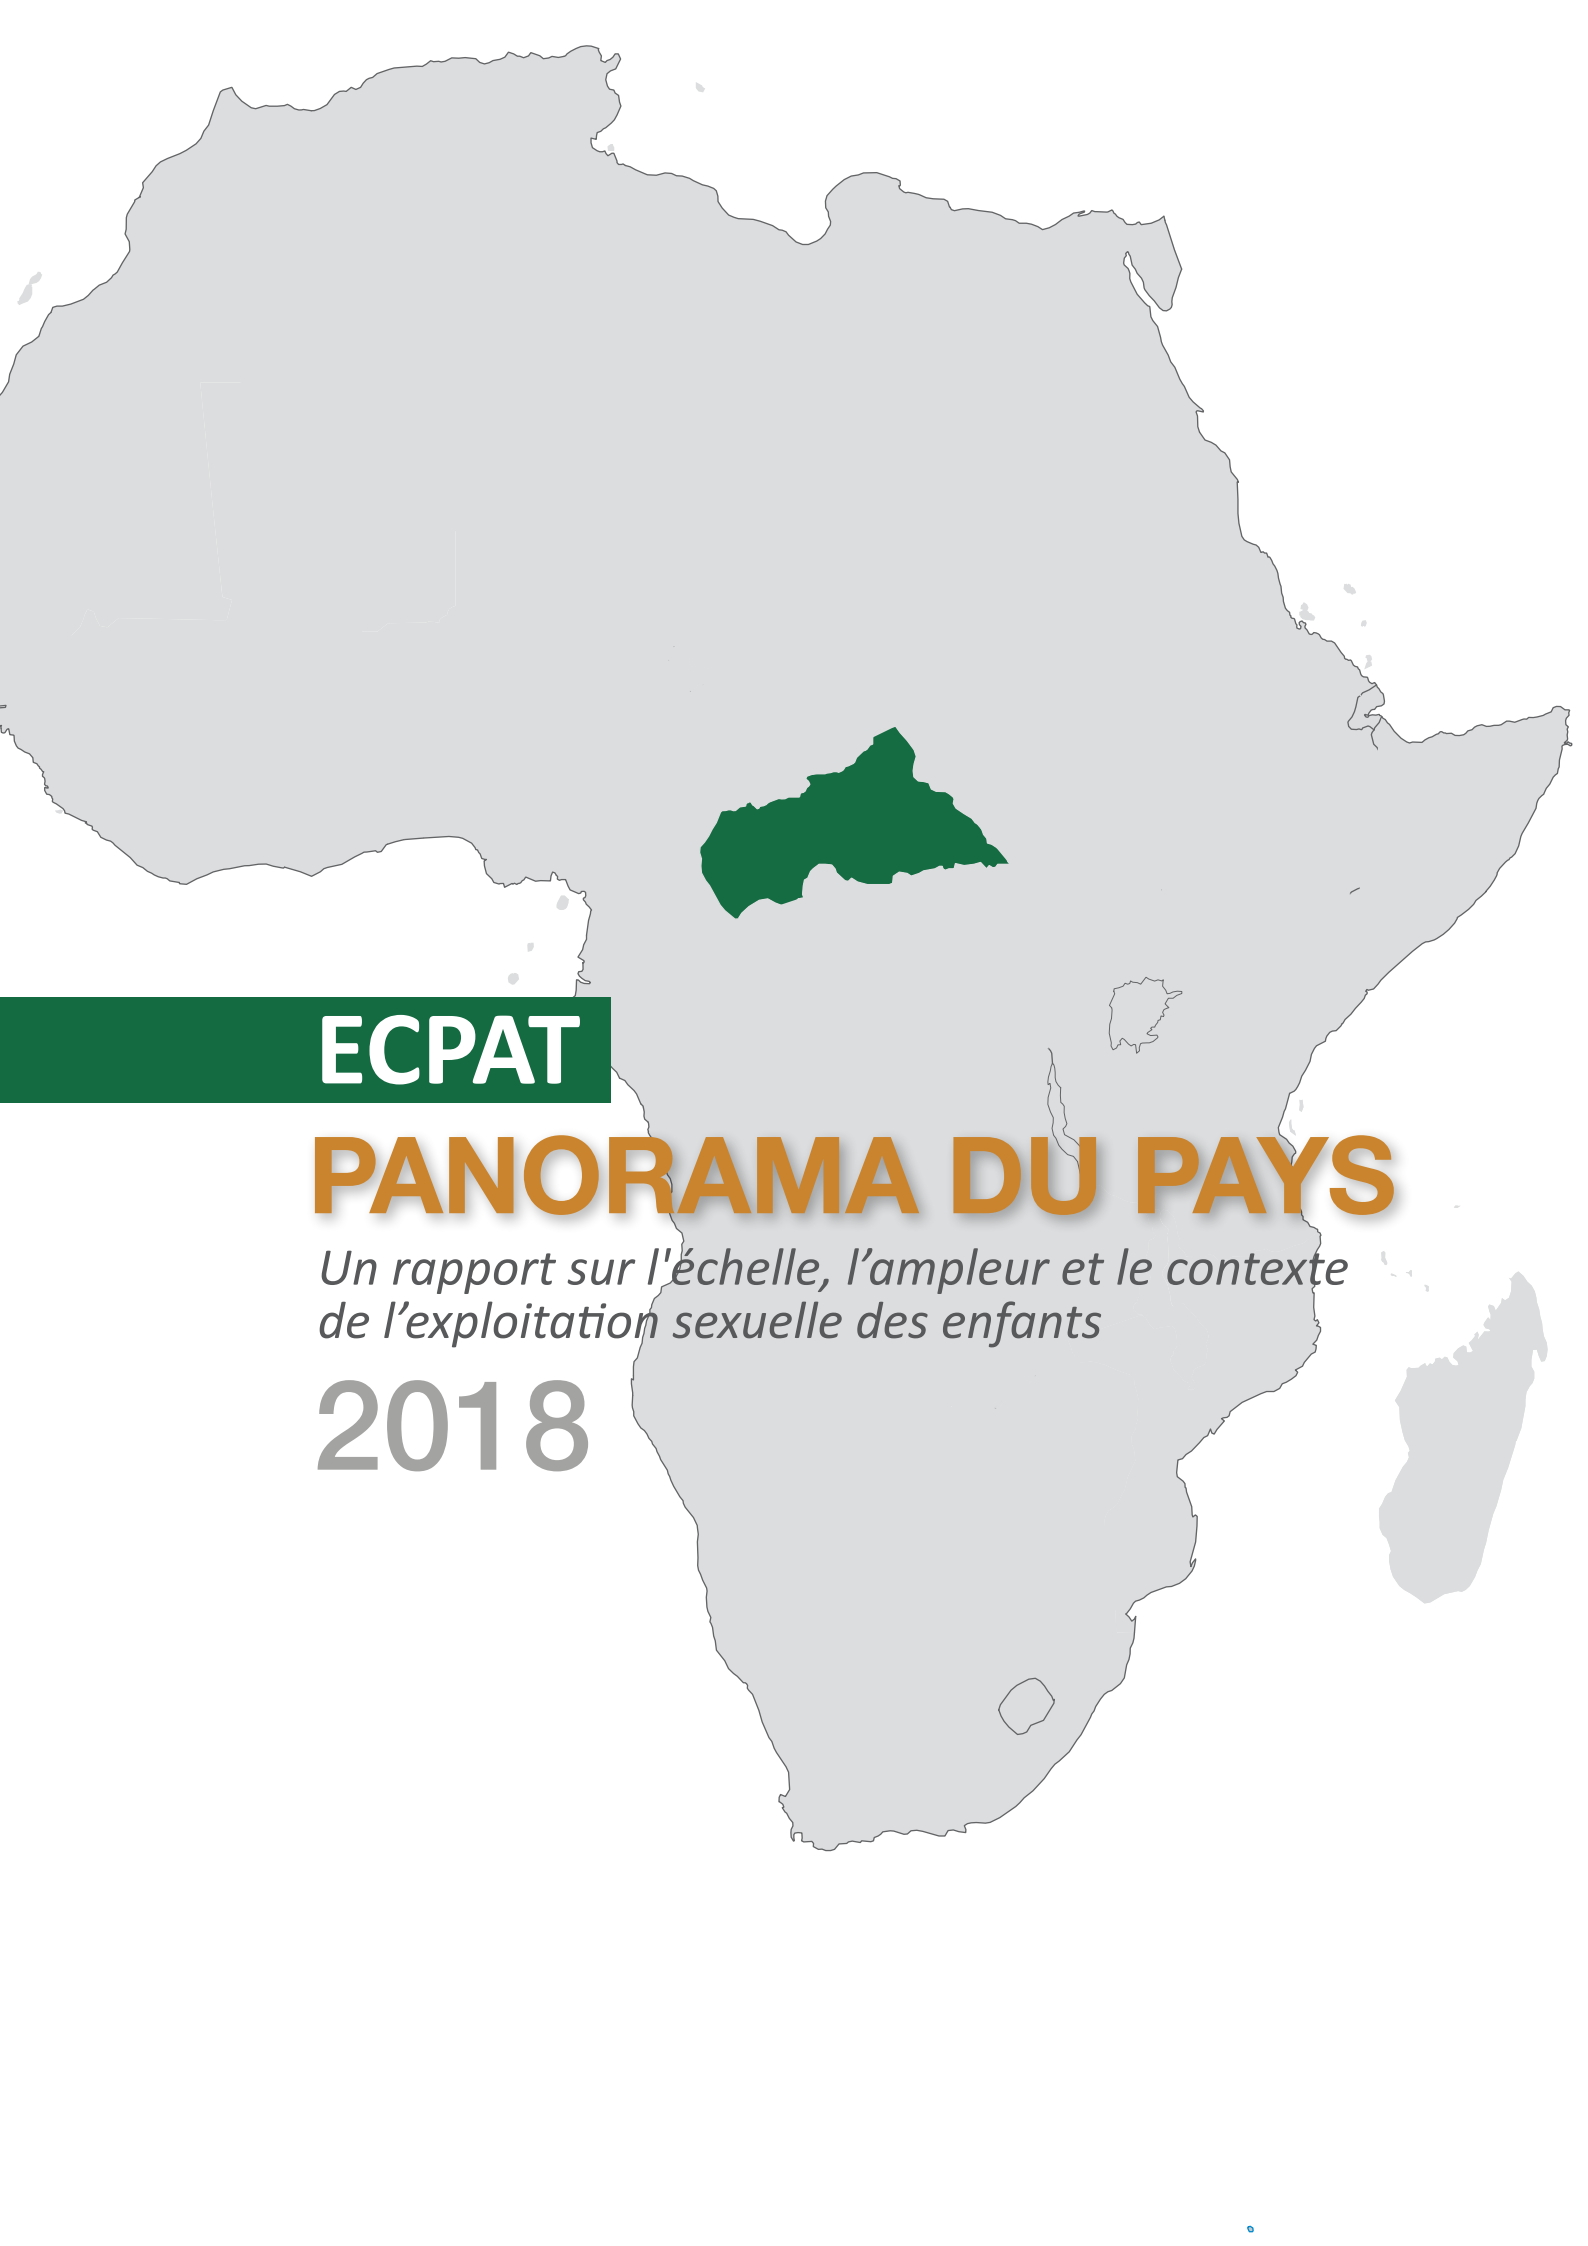 ECPAT
PANORAMA DU PAYS
Un rapport sur l'échelle, l’ampleur et le contexte
de l’exploitation sexuelle des enfants
2018